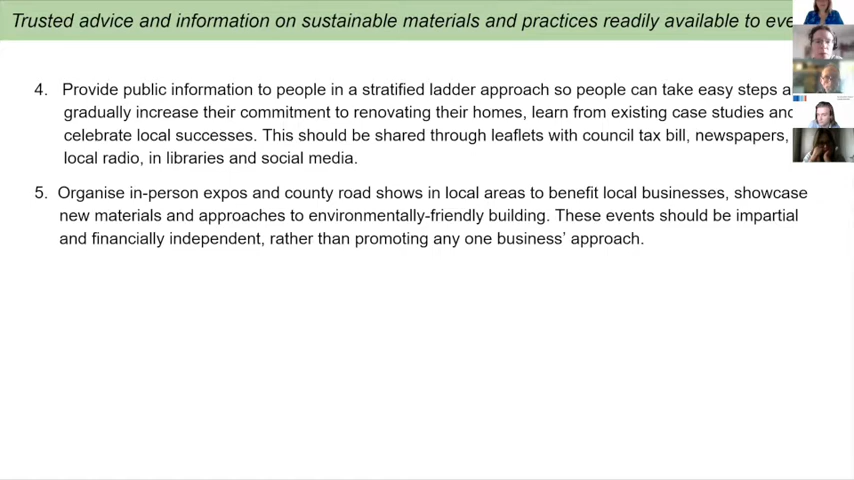 Trusted advice and information on sustainable materials and practices readily available to eve
4. Provide public information to people in a stratified ladder approach so people can take easy steps a
gradually increase their commitment to renovating their homes, learn from existing case studies and
celebrate local successes. This should be shared through leaflets with council tax bill, newspapers,
local radio, in libraries and social media.
5. Organise in-person expos and county road shows in local areas to benefit local businesses, showcase
new materials and approaches to environmentally-friendly building. These events should be impartial
and financially independent, rather than promoting any one business’ approach.